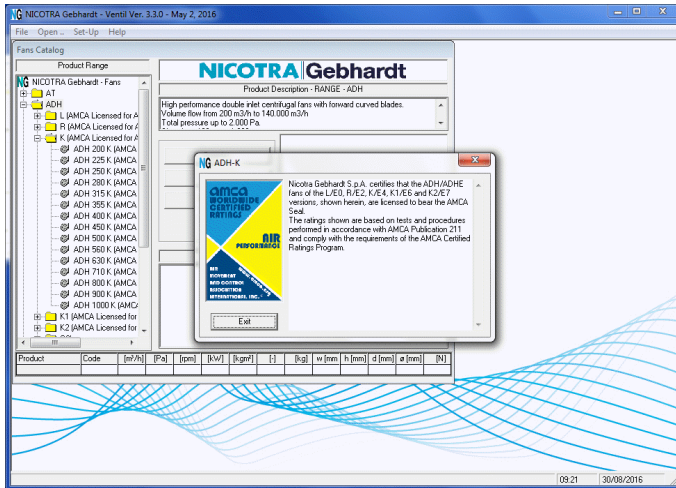 NICOTRA Gebhardt - Ventil Ver. 3.3.0 - May 2, 2016
File Open .. Set-Up Help
Fans Catalog
Product Range
NICOTRA Gebhardt - Fans
AT
ADH
L (AMCA Licensed for A
R (AMCA Licensed for A
K (AMCA Licensed for A
ADH 200 K (AMCA
ADH 225 K (AMCA
ADH 250 K (AMCA
ADH 280 K (AMCA
ADH 315 K (AMCA
ADH 355 K (AMCA
ADH 400 K (AMCA
ADH 450 K (AMCA
ADH 500 K (AMCA
ADH 560 K (AMCA
ADH 630 K (AMCA
ADH 710 K (AMCA
ADH 800 K (AMCA
ADH 900 K (AMCA
ADH 1000 K (AMCA
K1 (AMCA Licensed for
K2 (AMCA Licensed for
NICOTRA Gebhardt
Product Description - RANGE - ADH
High performance double inlet centrifugal fans with forward curved blades.
Volume flow from 200 m3/h to 140.000 m3/h
Total pressure up to 2.000 Pa.
NG ADH-K
amca
WORLDWIDE
CERTIFIED
RATINGS
AIR
PERFORMANCE
www.amca.org
AIR
MOVEMENT
AND CONTROL
ASSOCIATION
INTERNATIONAL, INC.
Nicotra Gebhardt S.p.A. certifies that the ADH/ADHE
fans of the L/E0, R/E2, K/E4, K1/E6 and K2/E7
versions, shown herein, are licensed to bear the AMCA
Seal.
The ratings shown are based on tests and procedures
performed in accordance with AMCA Publication 211
and comply with the requirements of the AMCA Certified
Ratings Program.
Exit
Product Code [m³/h] [Pa] [rpm] [kW] [kgm²] [-] [kg] w [mm h [mm] d [mm] ø [mm] [N]
09:21 30/08/2016